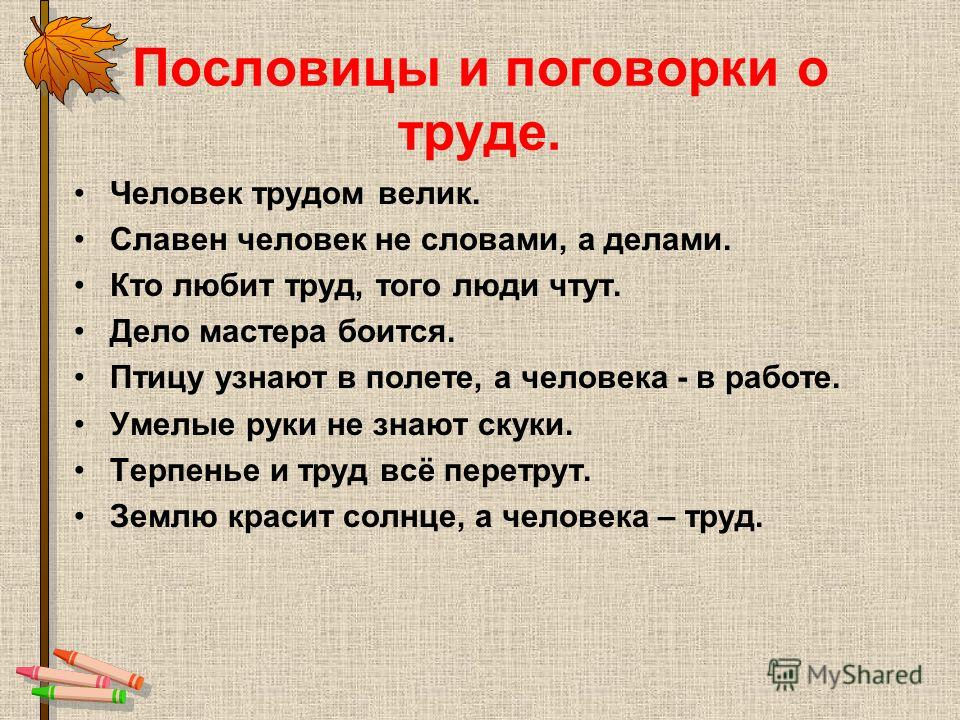 Пословицы и поговорки о
труде.
• Человек трудом велик.
• Славен человек не словами, а делами.
• Кто любит труд, того люди чтут.
• Дело мастера боится.
• Птицу узнают в полете, а человека - в работе.
• Умелые руки не знают скуки.
• Терпенье и труд всё перетрут.
• Землю красит солнце, а человека – труд.
MyShared